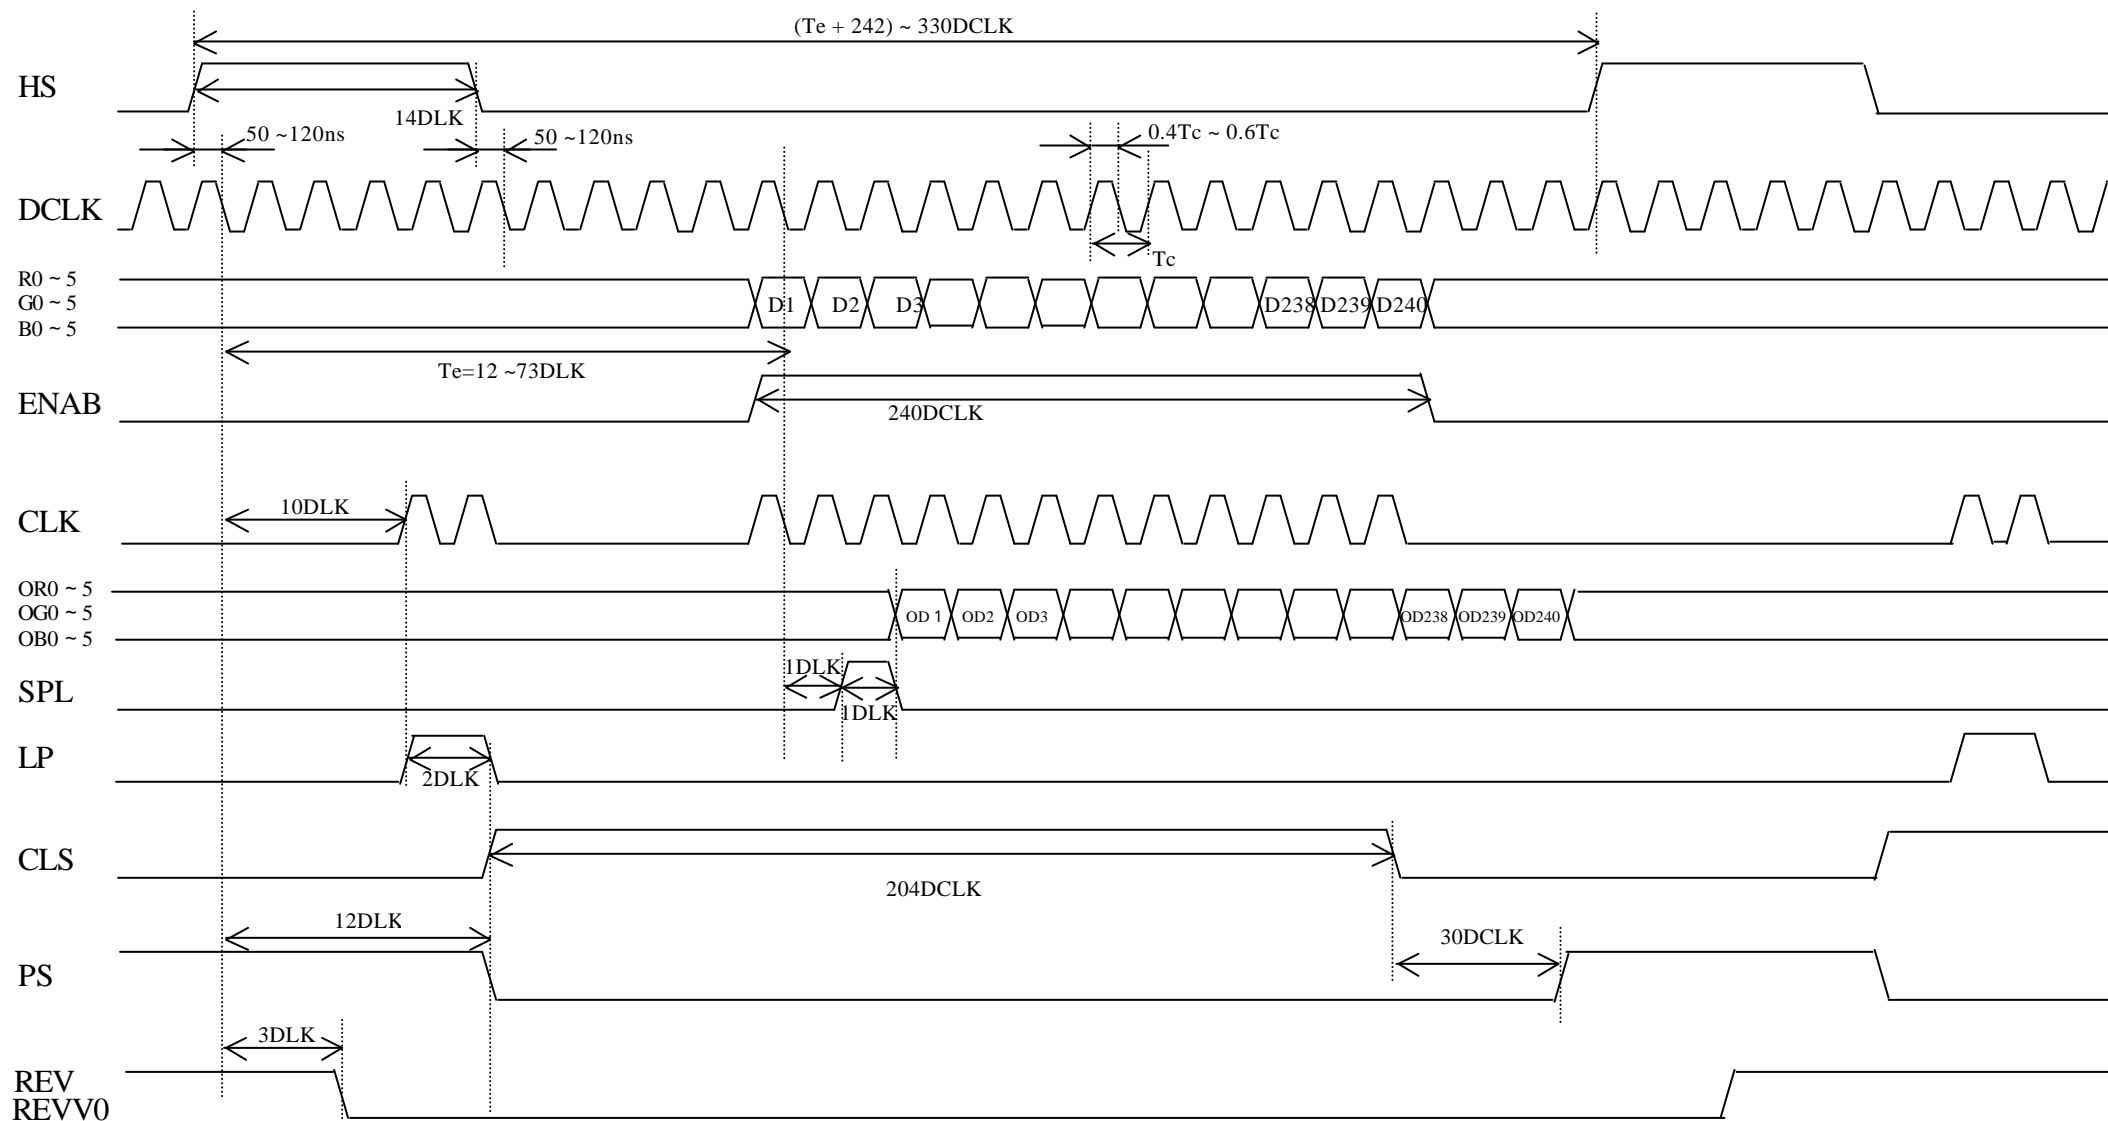 (Te + 242) ~ 330DCLK
HS
14DLK
50 ~120ns
50 ~120ns
0.4Tc ~ 0.6Tc
DCLK
Tc
R0 ~ 5
G0 ~ 5
B0 ~ 5
D1 D2 D3 D238 D239 D240
Te=12 ~73DLK
ENAB
240DCLK
10DLK
CLK
OR0 ~ 5
OG0 ~ 5
OB0 ~ 5
OD 1 OD2 OD3 OD238 OD239 OD240
1DLK
SPL
1DLK
LP
2DLK
CLS
204DCLK
12DLK
30DCLK
PS
3DLK
REV
REVV0